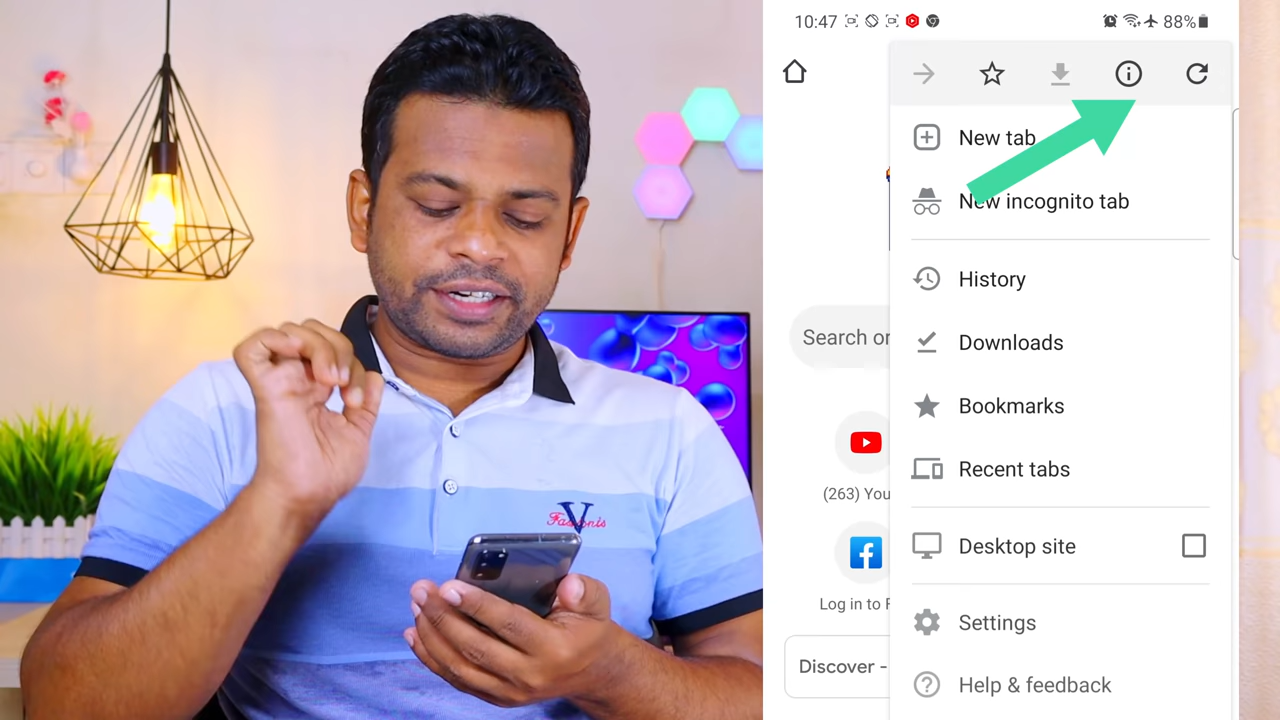 10:47
88%
New tab
New incognito tab
History
Search or
Downloads
Bookmarks
Recent tabs
(263) You
Desktop site
Log in to F
Settings
Discover -
Help & feedback
V
Fasonis